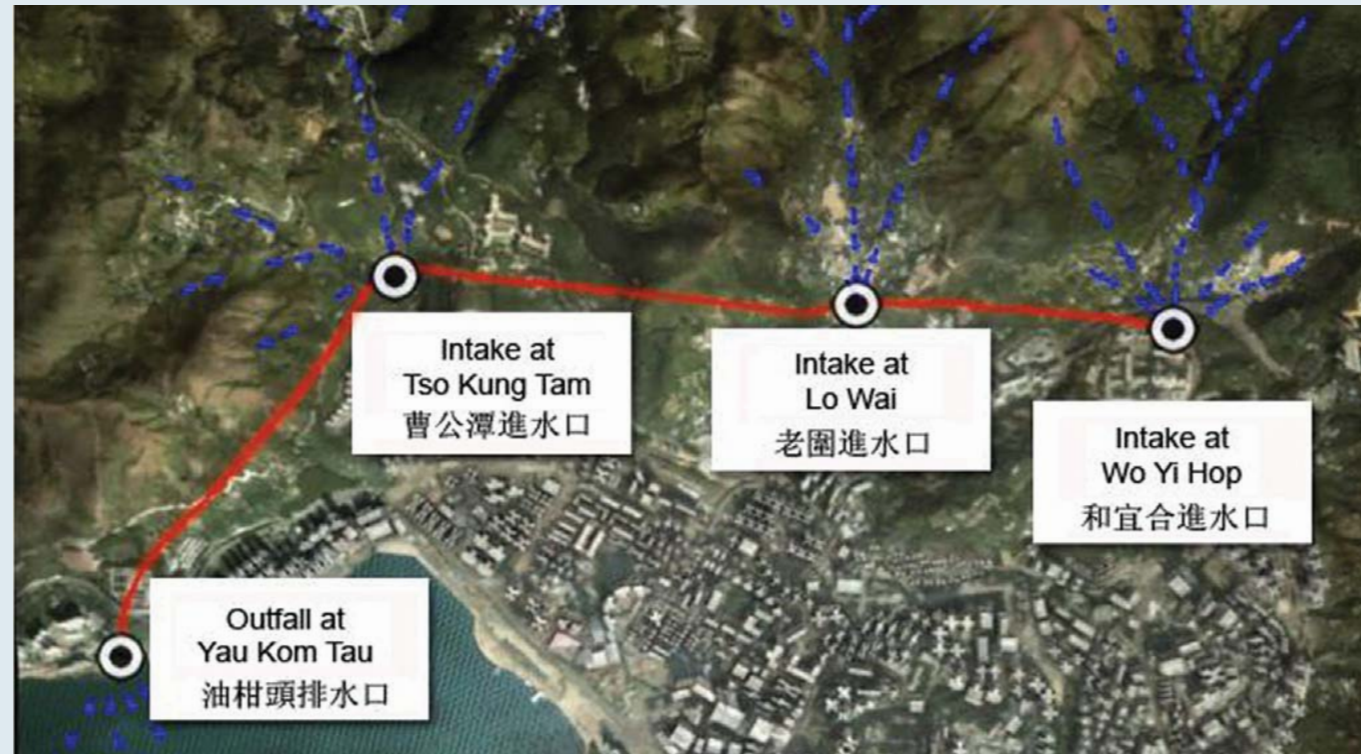 Intake at
Tso Kung Tam
曹公潭進水口
Intake at
Lo Wai
老圍進水口
Intake at
Wo Yi Hop
和宜合進水口
Outfall at
Yau Kom Tau
油柑頭排水口